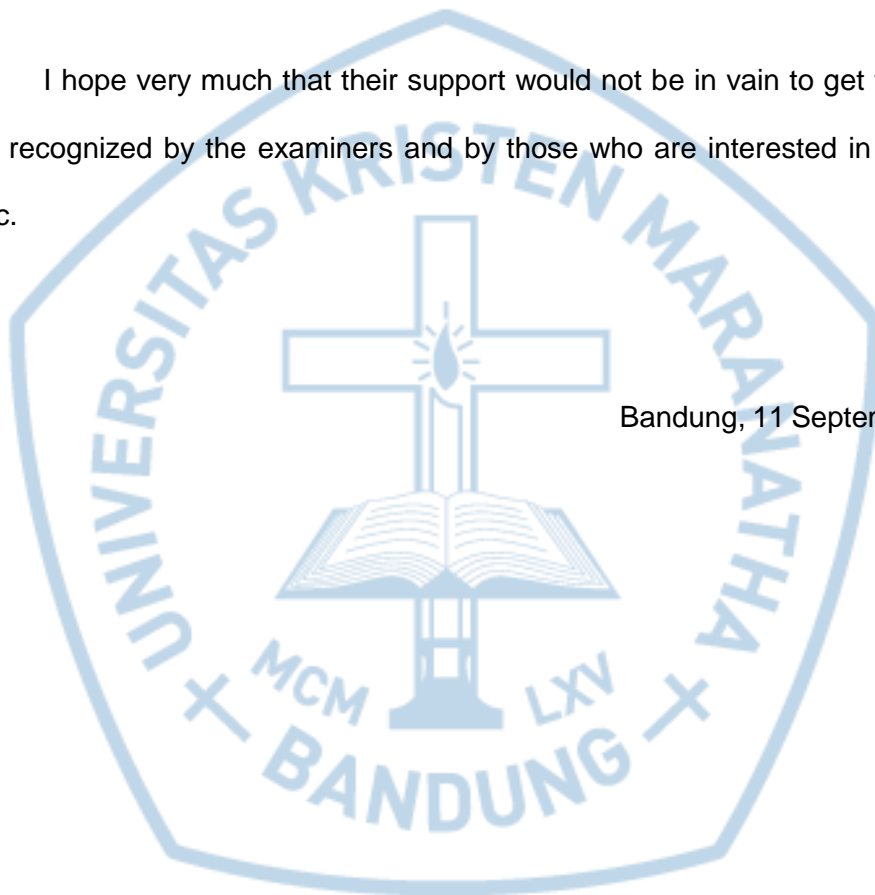 I hope very much that their support would not be in vain to get
recognized by the examiners and by those who are interested in
c.
Bandung, 11 Septe
UNIVERSITAS KRISTEN MARANATHA
MCM LXV
BANDUNG